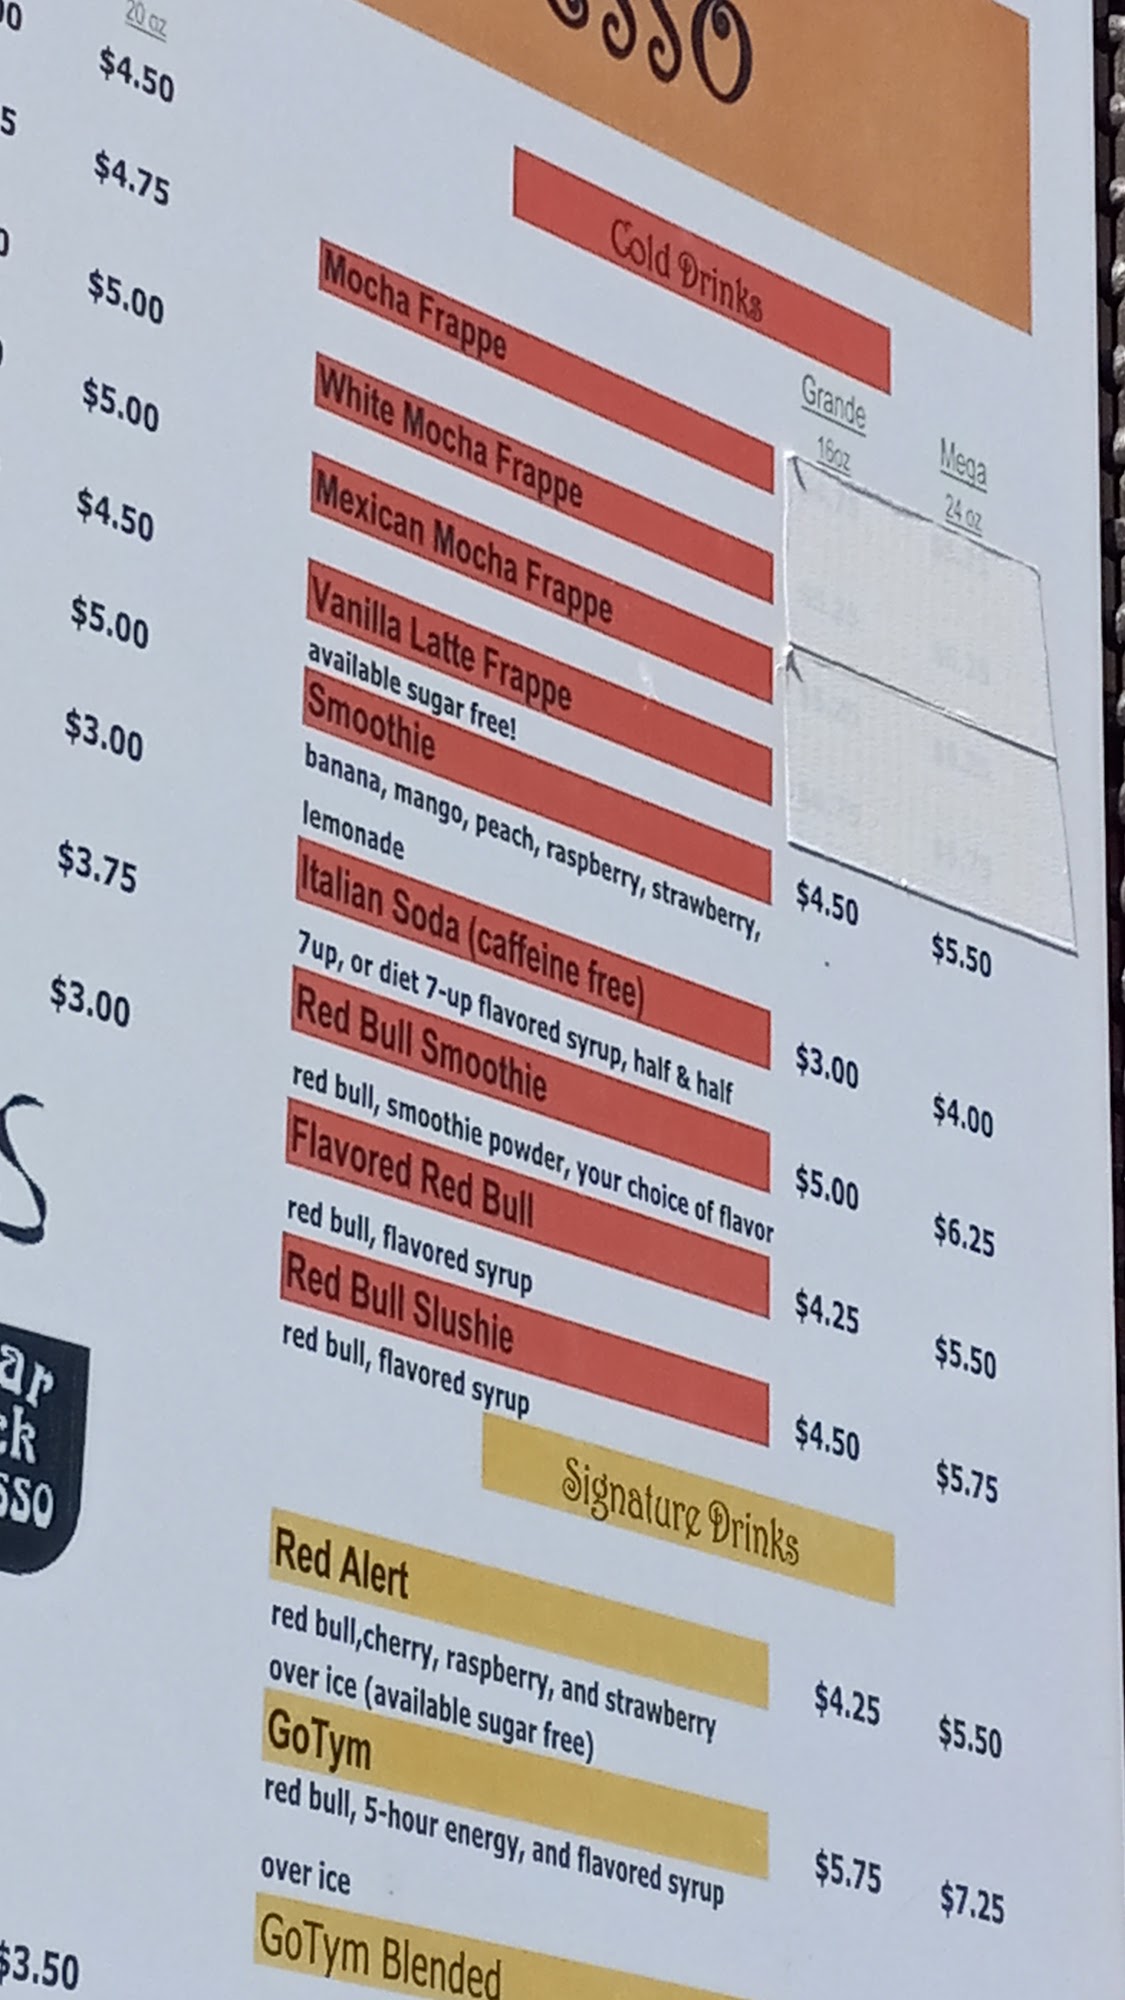 20 oz
$4.50
$4.75
$5.00
$5.00
$4.50
$5.00
$3.00
$3.75
$3.00
$3.50
Cold Drinks
Grande Mega
16oz 24 oz
Mocha Frappe
White Mocha Frappe
Mexican Mocha Frappe
Vanilla Latte Frappe
available sugar free!
Smoothie $4.50 $5.50
banana, mango, peach, raspberry, strawberry,
lemonade
Italian Soda (caffeine free) $3.00 $4.00
7up, or diet 7-up flavored syrup, half & half
Red Bull Smoothie $5.00 $6.25
red bull, smoothie powder, your choice of flavor
Flavored Red Bull $4.25 $5.50
red bull, flavored syrup
Red Bull Slushie $4.50 $5.75
red bull, flavored syrup
Signature Drinks
Red Alert $4.25 $5.50
red bull,cherry, raspberry, and strawberry
over ice (available sugar free)
GoTym $5.75 $7.25
red bull, 5-hour energy, and flavored syrup
over ice
GoTym Blended